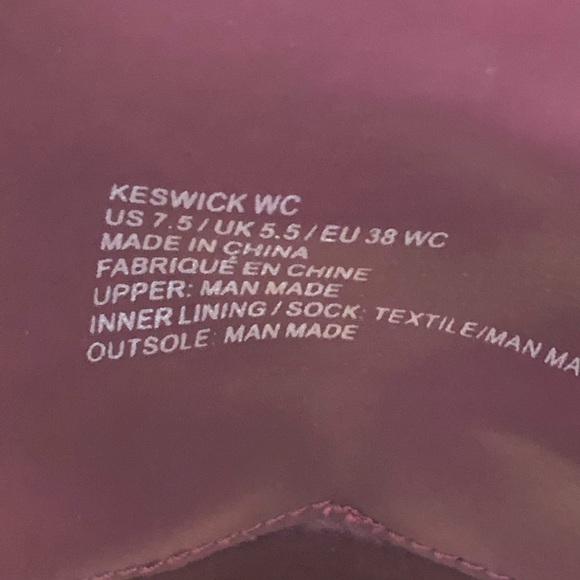 KESWICK WC
US 7.5 / UK 5.5 / EU 38 WC
MADE IN CHINA
FABRIQUÉ EN CHINE
UPPER: MAN MADE
INNER LINING / SOCK: TEXTILE/MAN MA
OUTSOLE: MAN MADE